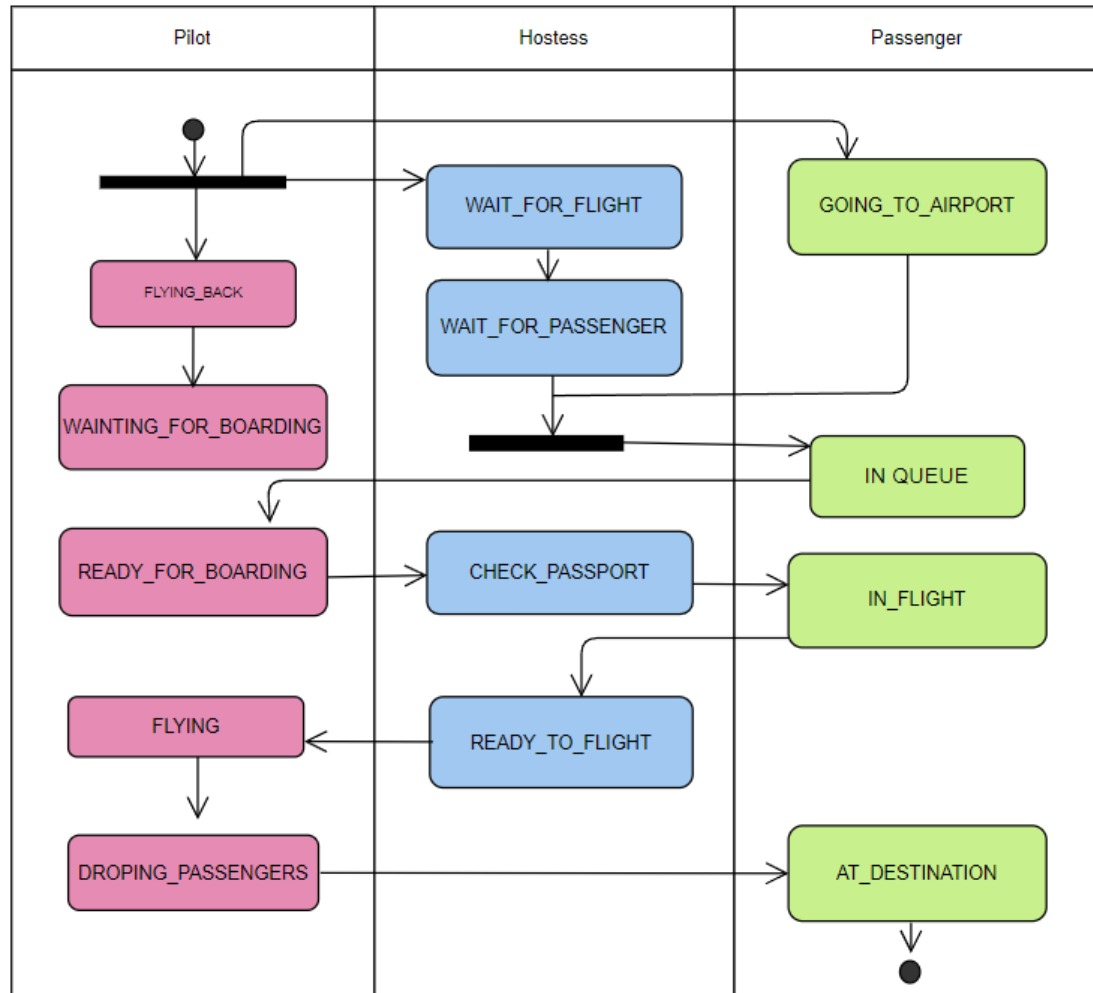 Pilot
Hostess
Passenger
WAIT_FOR_FLIGHT
GOING_TO_AIRPORT
FLYING_BACK
WAIT_FOR_PASSENGER
WAINTING_FOR_BOARDING
IN QUEUE
READY_FOR_BOARDING
CHECK_PASSPORT
IN_FLIGHT
FLYING
READY_TO_FLIGHT
DROPING_PASSENGERS
AT_DESTINATION